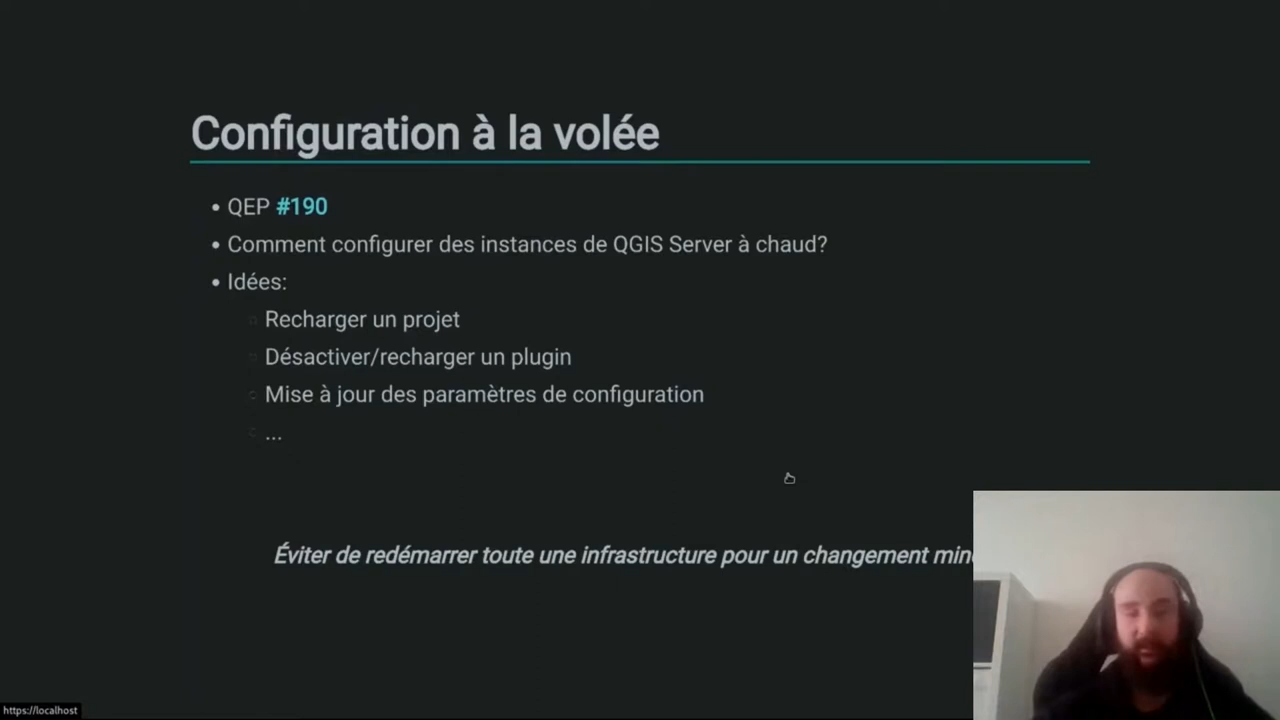 Configuration à la volée
• QEP #190
• Comment configurer des instances de QGIS Server à chaud?
• Idées:
Recharger un projet
Désactiver/recharger un plugin
Mise à jour des paramètres de configuration
...
Éviter de redémarrer toute une infrastructure pour un changement
https://localhost